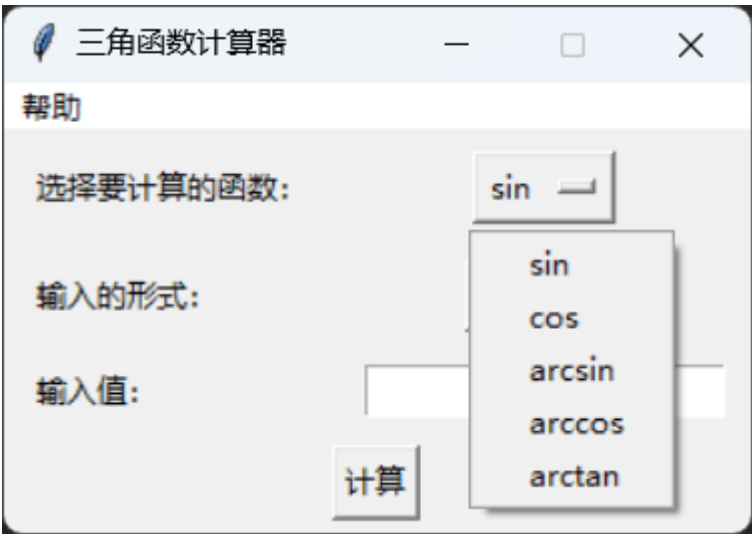 三角函数计算器
帮助
选择要计算的函数:
sin
sin
cos
输入的形式:
arcsin
输入值:
arccos
计算
arctan